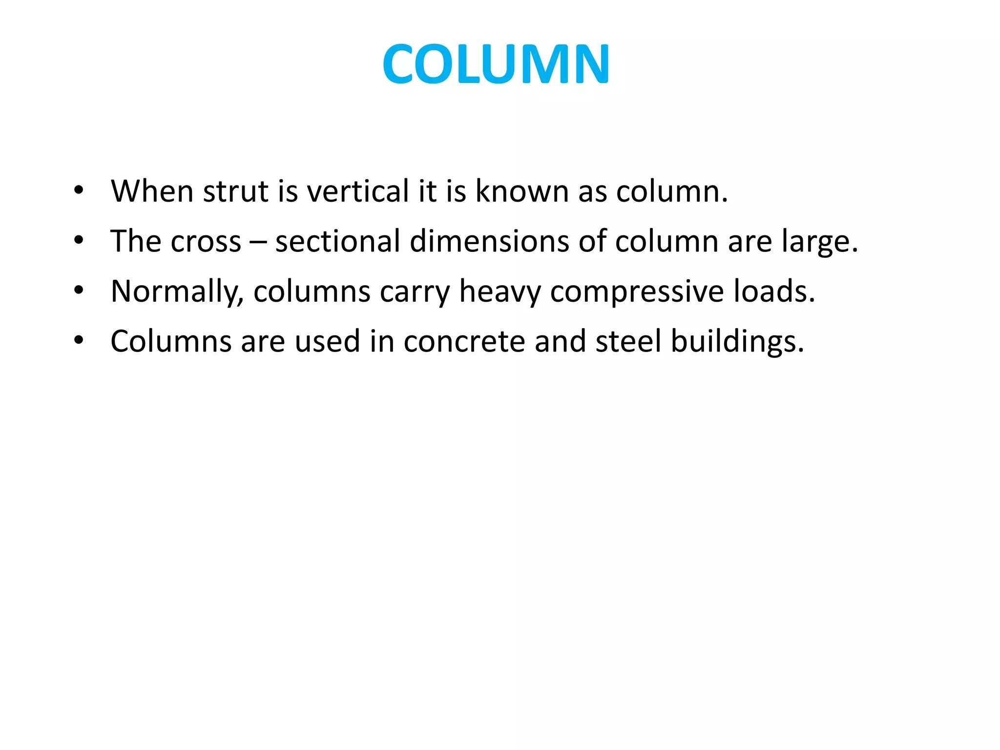 COLUMN
• When strut is vertical it is known as column.
• The cross – sectional dimensions of column are large.
• Normally, columns carry heavy compressive loads.
• Columns are used in concrete and steel buildings.